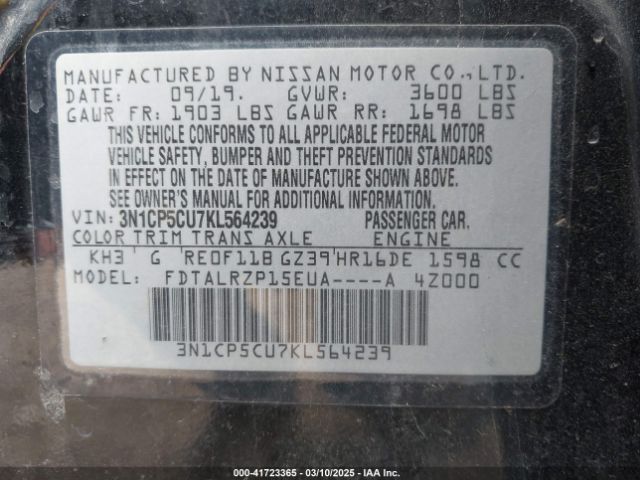 MANUFACTURED BY NISSAN MOTOR CO.,LTD.
DATE: 09/19. GVWR: 3600 LBS
GAWR FR: 1903 LBS GAWR RR: 1698 LBS
THIS VEHICLE CONFORMS TO ALL APPLICABLE FEDERAL MOTOR
VEHICLE SAFETY, BUMPER AND THEFT PREVENTION STANDARDS
IN EFFECT ON THE DATE OF MANUFACTURE SHOWN ABOVE.
SEE OWNER'S MANUAL FOR ADDITIONAL INFORMATION.
VIN: 3N1CP5CU7KL564239 PASSENGER CAR.
COLOR TRIM TRANS AXLE ENGINE
KH3 G RE0F11B GZ39 HR16DE 1598 CC
MODEL: FDTALRZP15EUA----A 4Z000
3N1CP5CU7KL564239
000-41723365 - 03/10/2025 - IAA Inc.